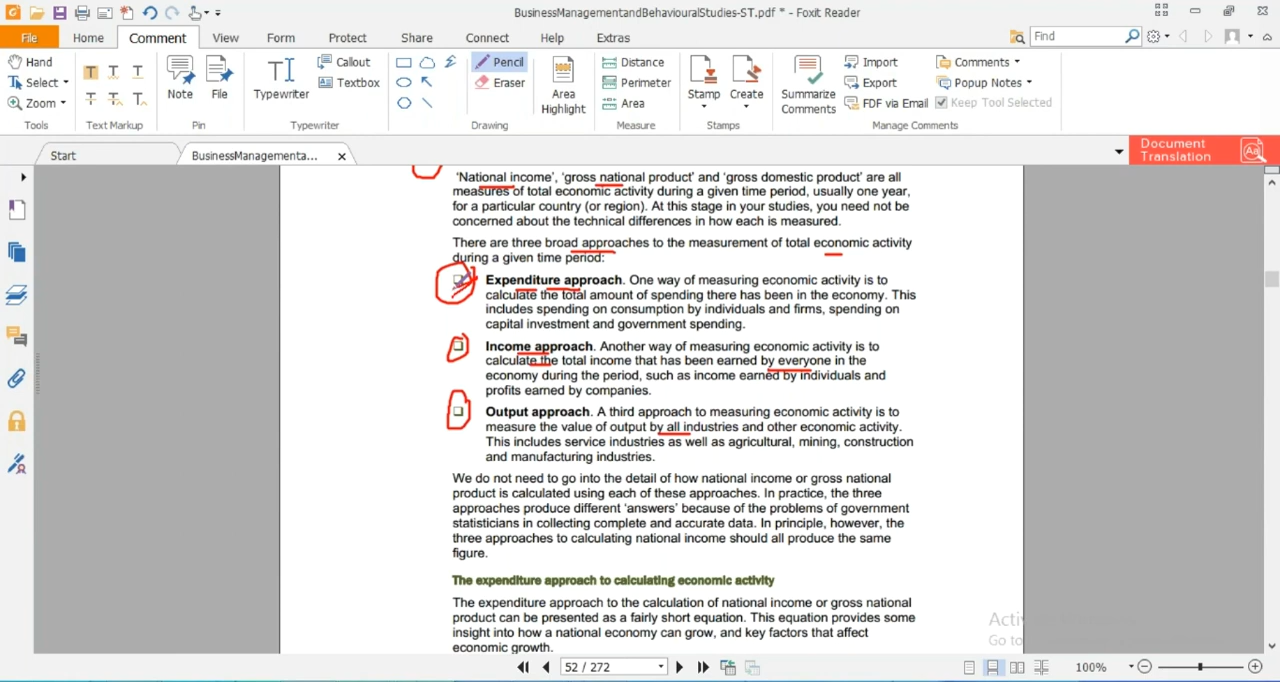 BusinessManagementandBehaviouralStudies-ST.pdf * - Foxit Reader
File Home Comment View Form Protect Share Connect Help Extras Find
Hand
Select
Zoom
Tools
T T T
T T T
Text Markup
Note File
Pin
Typewriter
Callout
Textbox
Typewriter
Pencil
Eraser
Drawing
Area Highlight
Distance
Perimeter
Area
Measure
Stamp Create
Stamps
Summarize Comments
Import
Export
FDF via Email
Comments
Popup Notes
Keep Tool Selected
Manage Comments
Start BusinessManagementa...
Document Translation
‘National income’, ‘gross national product’ and ‘gross domestic product’ are all
measures of total economic activity during a given time period, usually one year,
for a particular country (or region). At this stage in your studies, you need not be
concerned about the technical differences in how each is measured.
There are three broad approaches to the measurement of total economic activity
during a given time period:
Expenditure approach. One way of measuring economic activity is to
calculate the total amount of spending there has been in the economy. This
includes spending on consumption by individuals and firms, spending on
capital investment and government spending.
Income approach. Another way of measuring economic activity is to
calculate the total income that has been earned by everyone in the
economy during the period, such as income earned by individuals and
profits earned by companies.
Output approach. A third approach to measuring economic activity is to
measure the value of output by all industries and other economic activity.
This includes service industries as well as agricultural, mining, construction
and manufacturing industries.
We do not need to go into the detail of how national income or gross national
product is calculated using each of these approaches. In practice, the three
approaches produce different ‘answers’ because of the problems of government
statisticians in collecting complete and accurate data. In principle, however, the
three approaches to calculating national income should all produce the same
figure.
The expenditure approach to calculating economic activity
The expenditure approach to the calculation of national income or gross national
product can be presented as a fairly short equation. This equation provides some
insight into how a national economy can grow, and key factors that affect
economic growth.
Go to
52 / 272
100%